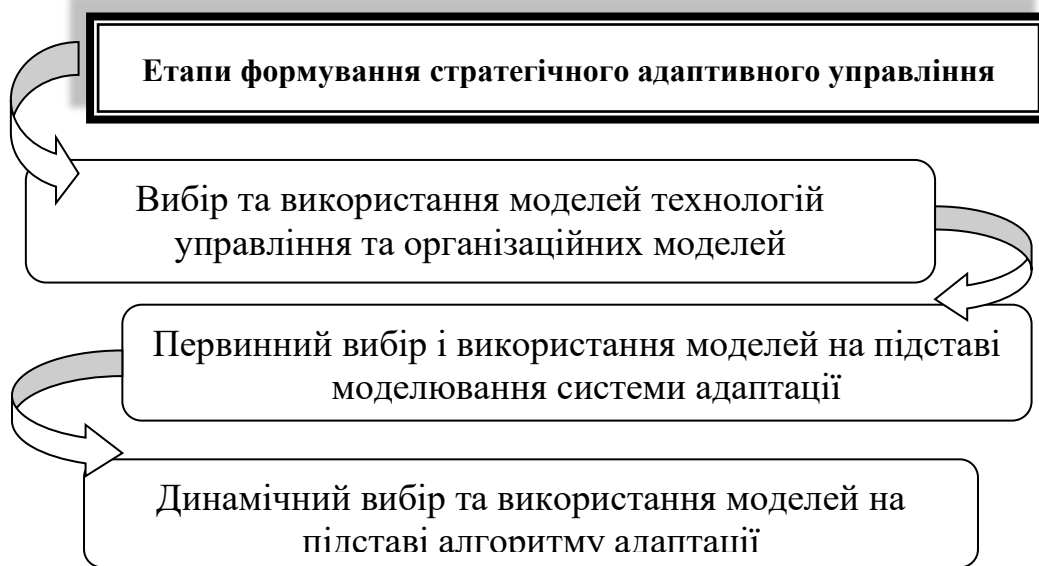 Етапи формування стратегічного адаптивного управління
Вибір та використання моделей технологій
управління та організаційних моделей
Первинний вибір і використання моделей на підставі
моделювання системи адаптації
Динамічний вибір та використання моделей на
підставі алгоритму адаптації